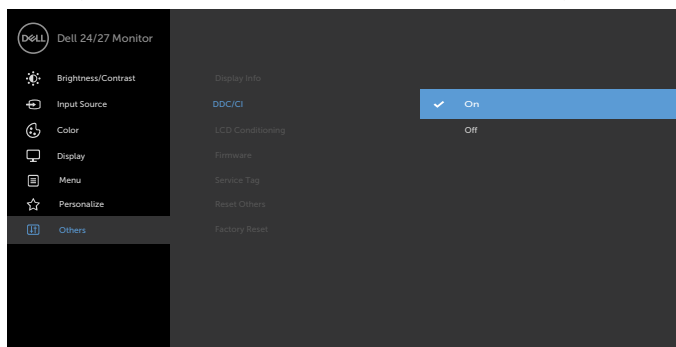 DELL
Dell 24/27 Monitor
Brightness/Contrast
Input Source
Color
Display
Menu
Personalize
Others
Display Info
DDC/CI
LCD Conditioning
Firmware
Service Tag
Reset Others
Factory Reset
On
Off